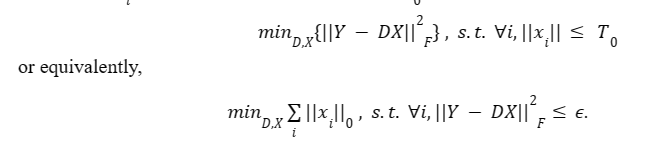 min_{D,X}{||Y − DX||²_F}, s.t. ∀i, ||x_i|| ≤ T_0
or equivalently,
min_{D,X} Σ_i ||x_i||_0, s.t. ∀i, ||Y − DX||²_F ≤ ϵ.